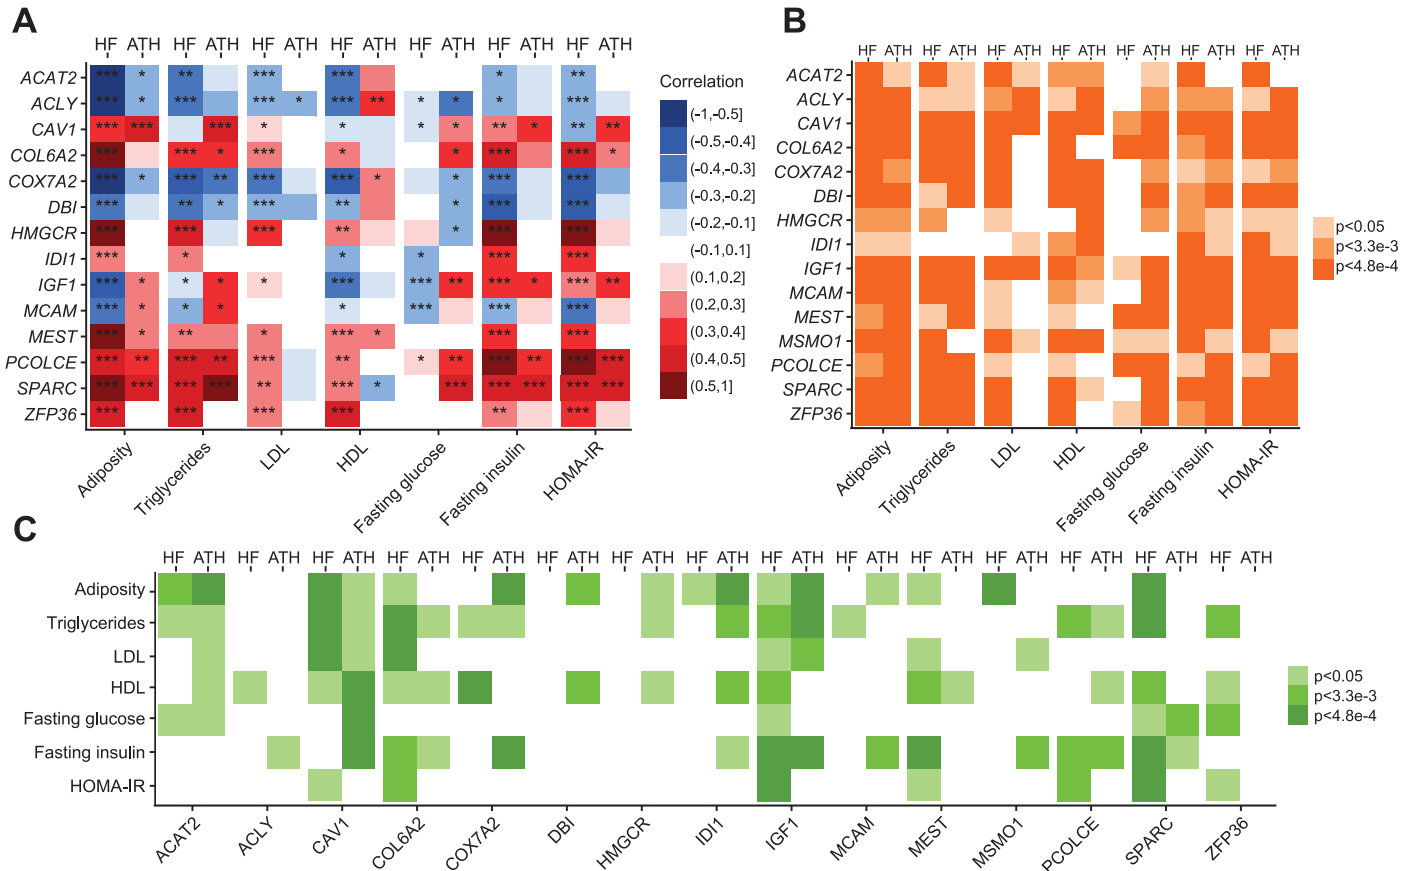 A
HF ATH HF ATH HF ATH HF ATH HF ATH HF ATH HF ATH
ACAT2 *** * ** *** *** * **
ACLY *** * *** *** * *** ** * * * ***
CAV1 *** *** *** * * * * ** * ** **
COL6A2 *** *** * *** * * *** *** *
COX7A2 *** * *** ** *** *** * * *** ***
DBI *** ** * *** ** * *** ***
HMGCR *** *** *** ** * *** ***
IDI1 *** * * * *** ***
IGF1 *** * * * * *** *** ** *** * *** **
MCAM *** * * * * *** *** ***
MEST *** * ** * *** * *** ***
PCOLCE *** ** *** ** *** ** * ** *** ** *** ***
SPARC *** *** *** *** ** *** * *** *** *** *** ***
ZFP36 *** *** *** *** ** ***
Adiposity
Triglycerides
LDL
HDL
Fasting glucose
Fasting insulin
HOMA-IR
Correlation
(-1,-0.5]
(-0.5,-0.4]
(-0.4,-0.3]
(-0.3,-0.2]
(-0.2,-0.1]
(-0.1,0.1]
(0.1,0.2]
(0.2,0.3]
(0.3,0.4]
(0.4,0.5]
(0.5,1]
B
HF ATH HF ATH HF ATH HF ATH HF ATH HF ATH HF ATH
ACAT2
ACLY
CAV1
COL6A2
COX7A2
DBI
HMGCR
IDI1
IGF1
MCAM
MEST
MSMO1
PCOLCE
SPARC
ZFP36
Adiposity
Triglycerides
LDL
HDL
Fasting glucose
Fasting insulin
HOMA-IR
p<0.05
p<3.3e-3
p<4.8e-4
C
HF ATH HF ATH HF ATH HF ATH HF ATH HF ATH HF ATH HF ATH HF ATH HF ATH HF ATH HF ATH HF ATH HF ATH HF ATH
Adiposity
Triglycerides
LDL
HDL
Fasting glucose
Fasting insulin
HOMA-IR
ACAT2
ACLY
CAV1
COL6A2
COX7A2
DBI
HMGCR
IDI1
IGF1
MCAM
MEST
MSMO1
PCOLCE
SPARC
ZFP36
p<0.05
p<3.3e-3
p<4.8e-4